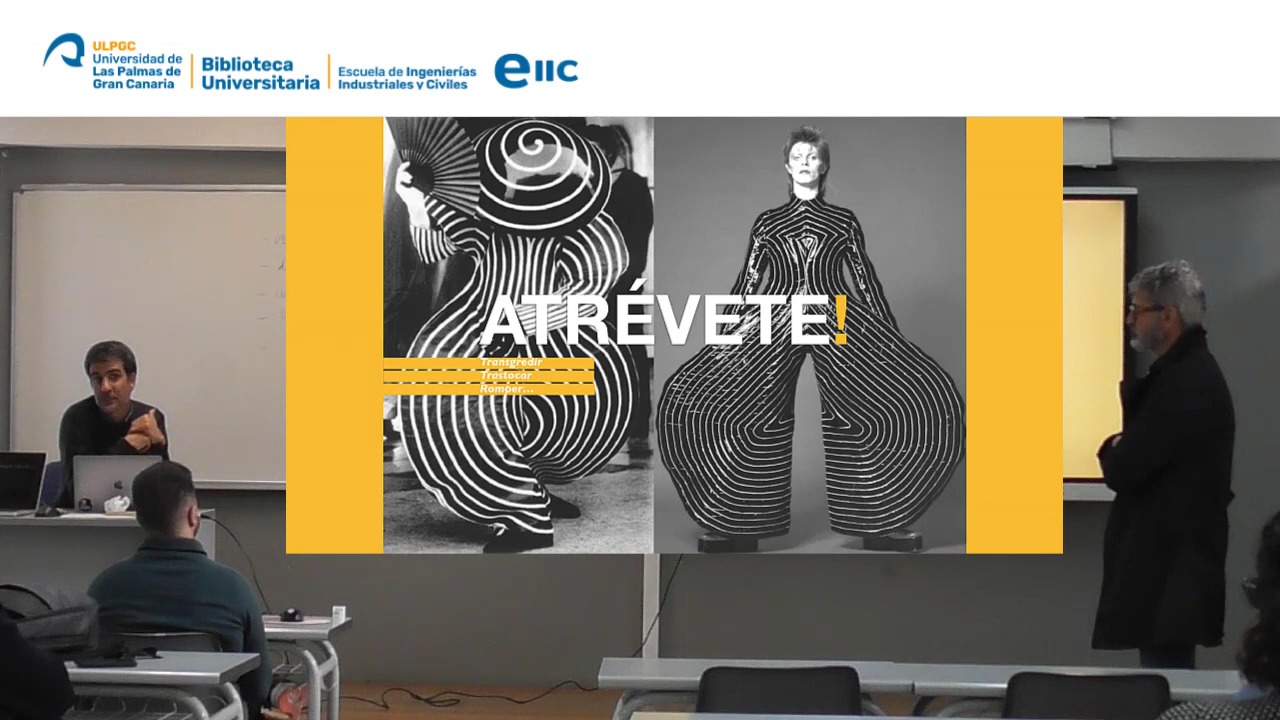 ULPGC
Universidad de
Las Palmas de
Gran Canaria
Biblioteca
Universitaria
Escuela de Ingenierías
Industriales y Civiles
eiic
ATRÉVETE!
Transgredir
Trastocar
Romper...